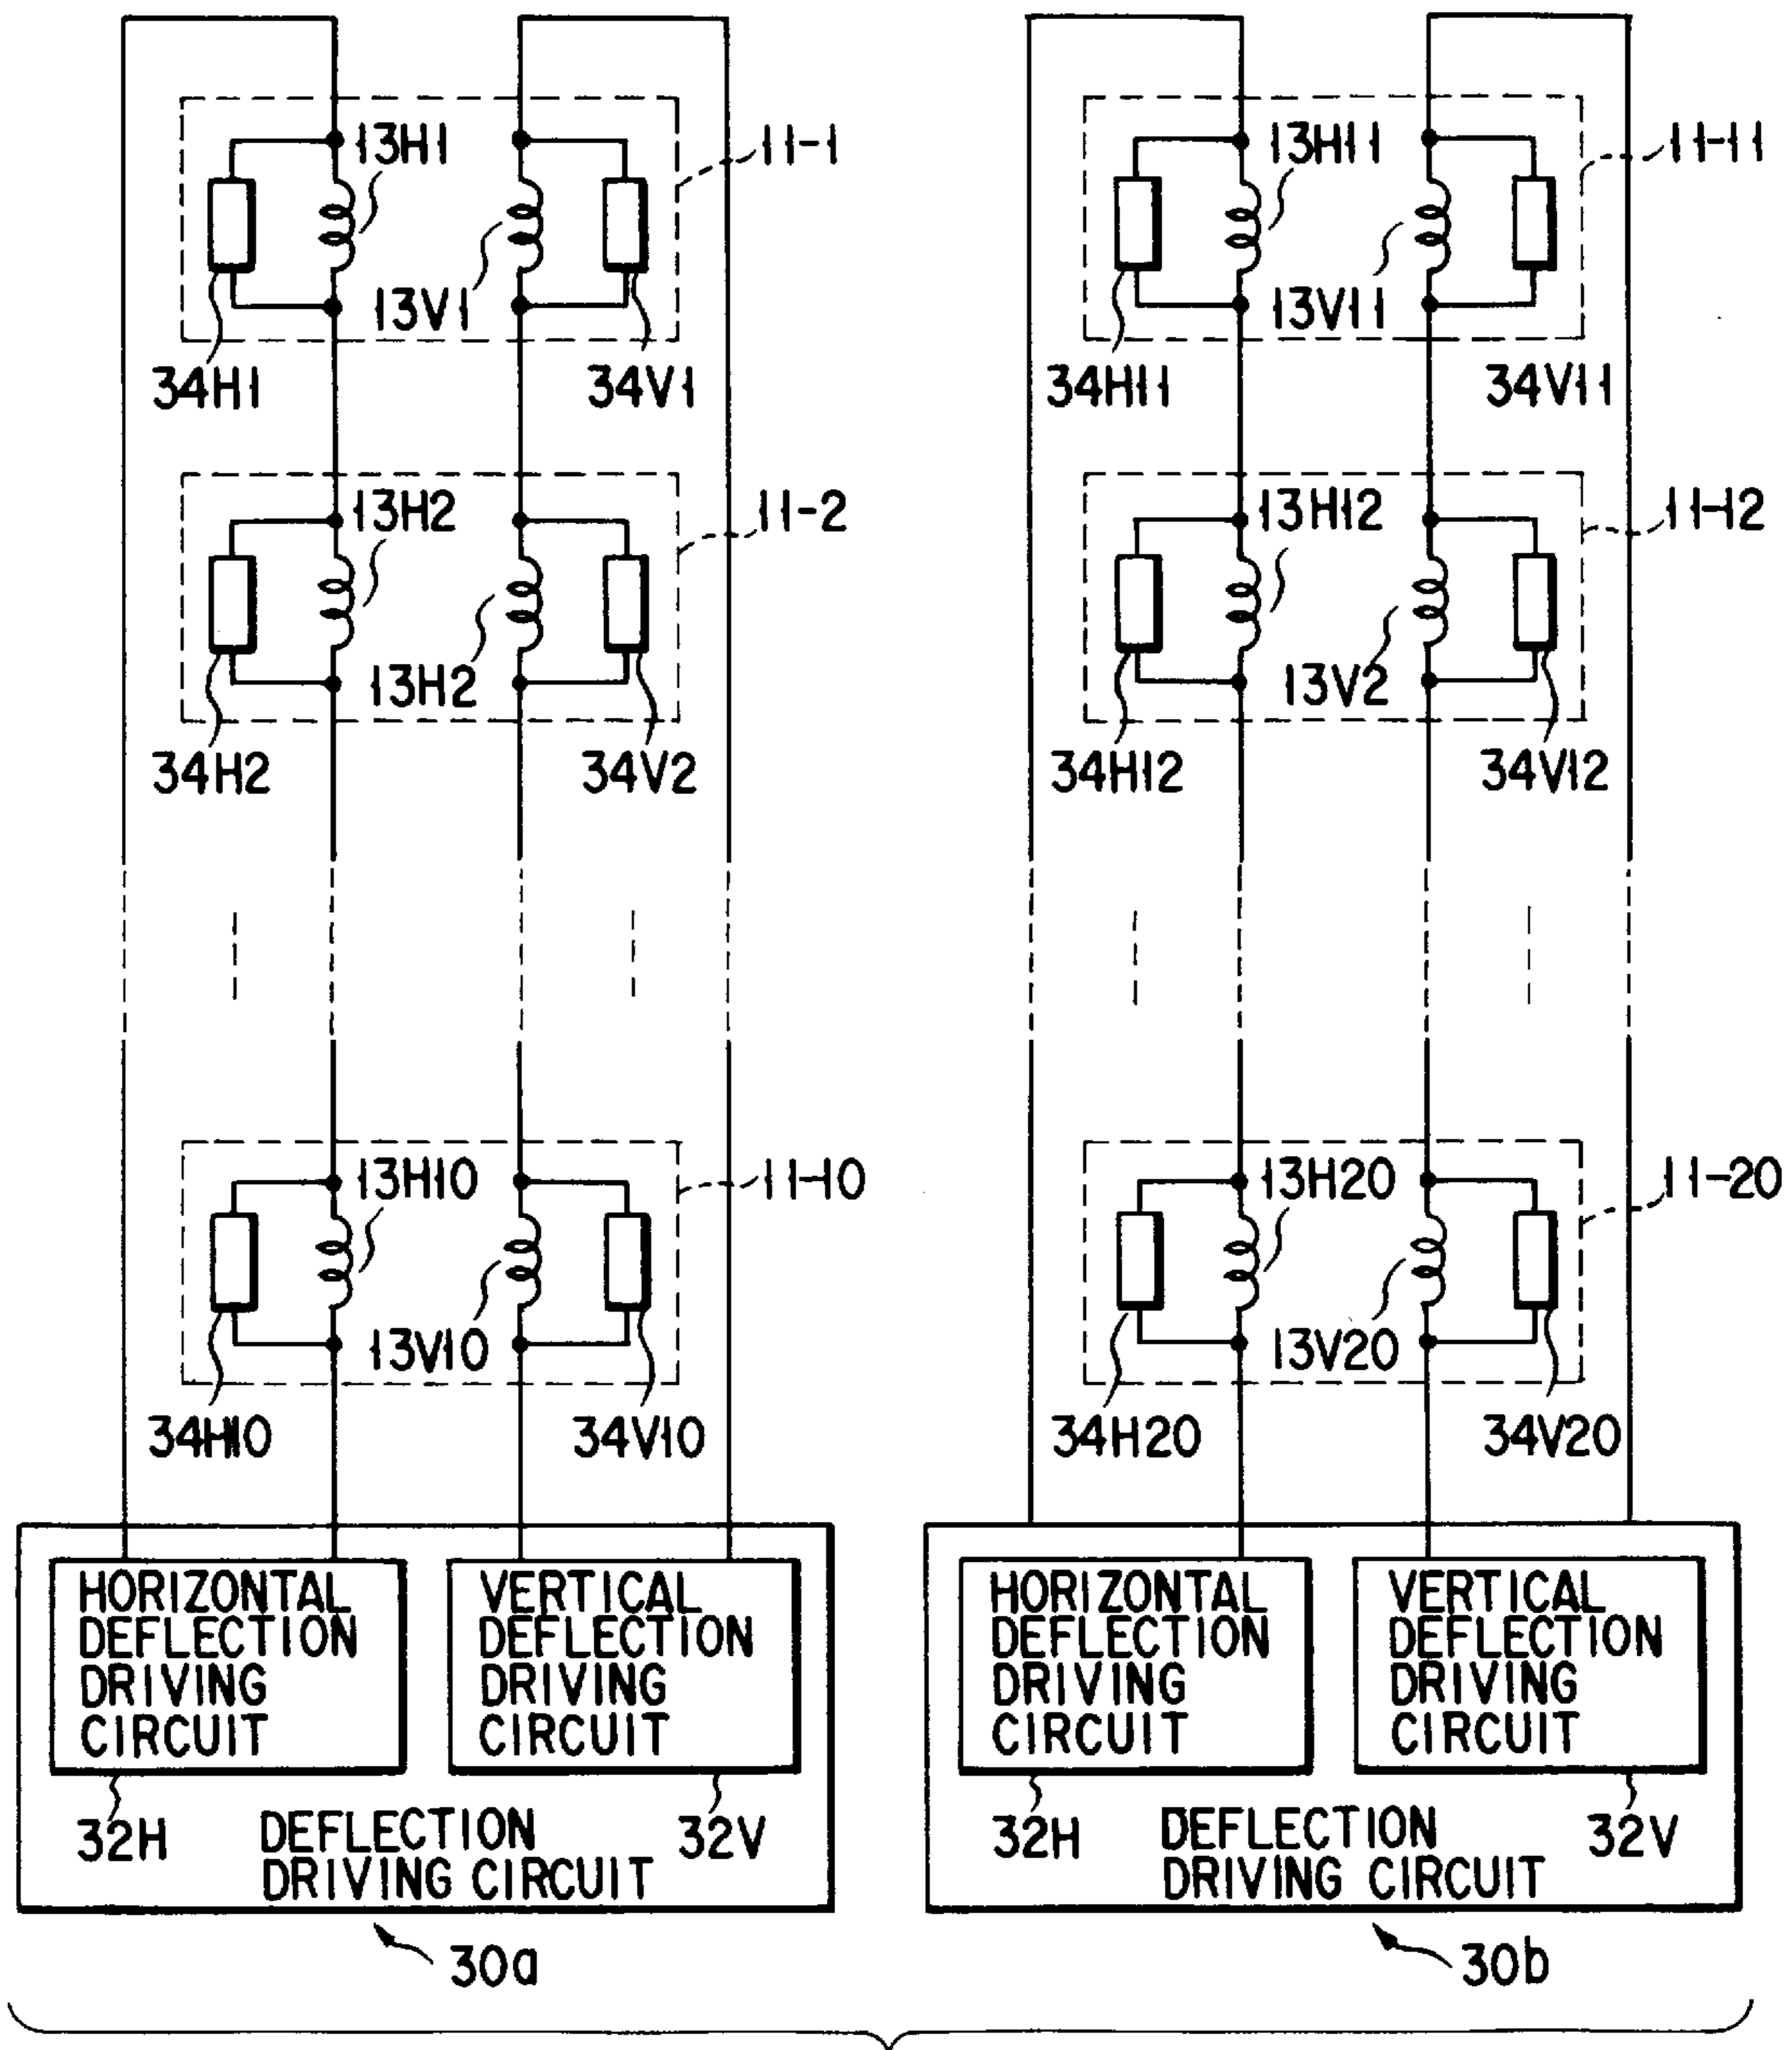 13H1
11-1
13V1
34H1
34V1
13H2
11-2
13H2
34H2
34V2
13H10
11-10
13V10
34H10
34V10
HORIZONTAL
DEFLECTION
DRIVING
CIRCUIT
VERTICAL
DEFLECTION
DRIVING
CIRCUIT
32H
32V
DEFLECTION
DRIVING CIRCUIT
30a
13H11
11-11
13V11
34H11
34V11
13H12
11-12
13V2
34H12
34V12
13H20
11-20
13V20
34H20
34V20
HORIZONTAL
DEFLECTION
DRIVING
CIRCUIT
VERTICAL
DEFLECTION
DRIVING
CIRCUIT
32H
32V
DEFLECTION
DRIVING CIRCUIT
30b